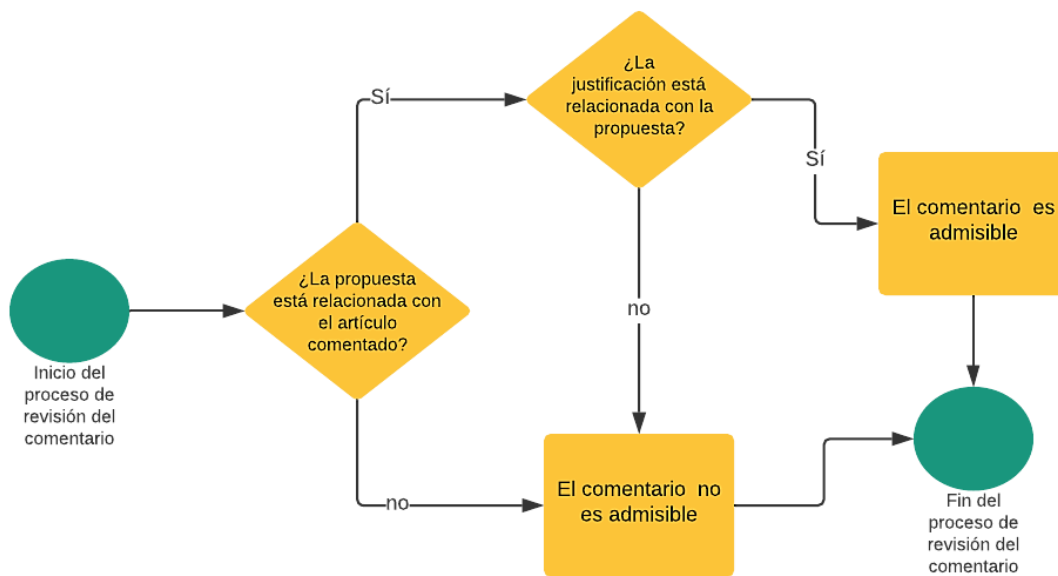 ¿La
justificación está
relacionada con la
propuesta?
Sí
Sí
El comentario es
admisible
¿La propuesta
está relacionada con
el artículo
comentado?
no
Inicio del
proceso de
revisión del
comentario
no
El comentario no
es admisible
Fin del
proceso de
revisión del
comentario